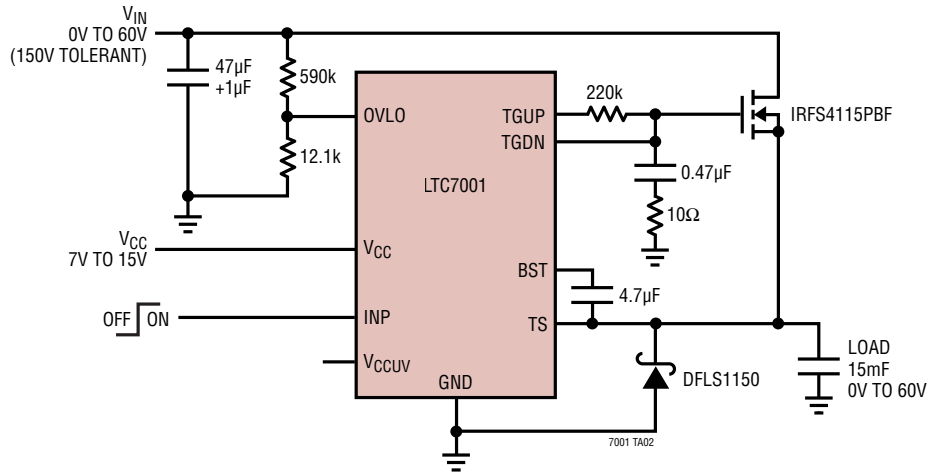 VIN
0V TO 60V
(150V TOLERANT)
47µF
+1µF
590k
12.1k
OVLO
LTC7001
TGUP
TGDN
220k
IRFS4115PBF
0.47µF
10Ω
VCC
7V TO 15V
VCC
BST
4.7µF
OFF
ON
INP
TS
VCCUV
GND
DFLS1150
LOAD
15mF
0V TO 60V
7001 TA02